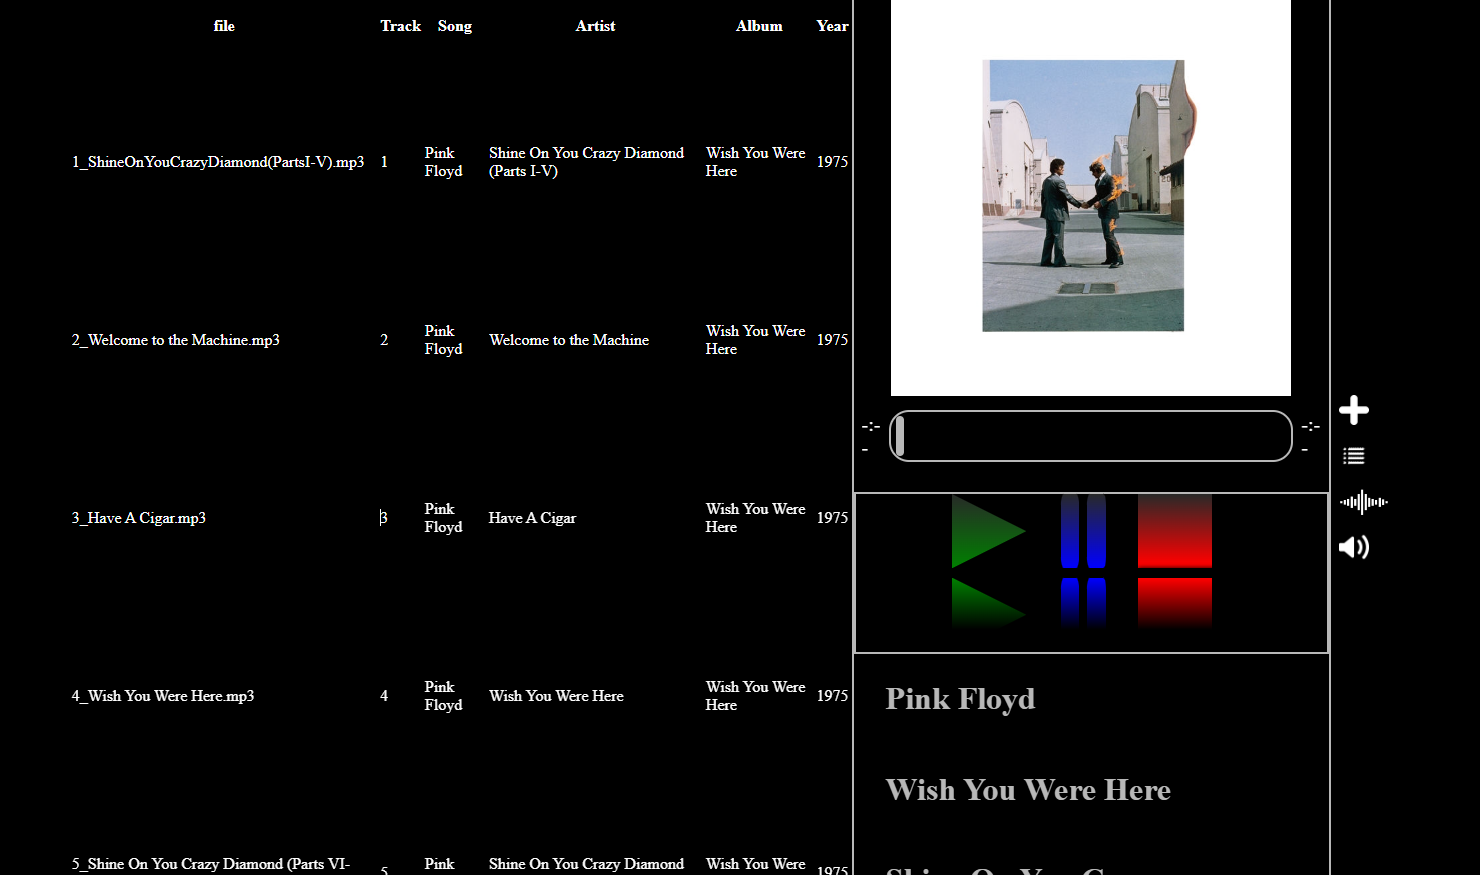 file Track Song Artist Album Year
1_ShineOnYouCrazyDiamond(PartsI-V).mp3 1 Pink Floyd Shine On You Crazy Diamond (Parts I-V) Wish You Were Here 1975
2_Welcome to the Machine.mp3 2 Pink Floyd Welcome to the Machine Wish You Were Here 1975
3_Have A Cigar.mp3 3 Pink Floyd Have A Cigar Wish You Were Here 1975
4_Wish You Were Here.mp3 4 Pink Floyd Wish You Were Here Wish You Were Here 1975
5_Shine On You Crazy Diamond (Parts VI- 5 Pink Shine On You Crazy Diamond Wish You Were 1975
-:-
-
-:-
-
Pink Floyd
Wish You Were Here
Shine On You C